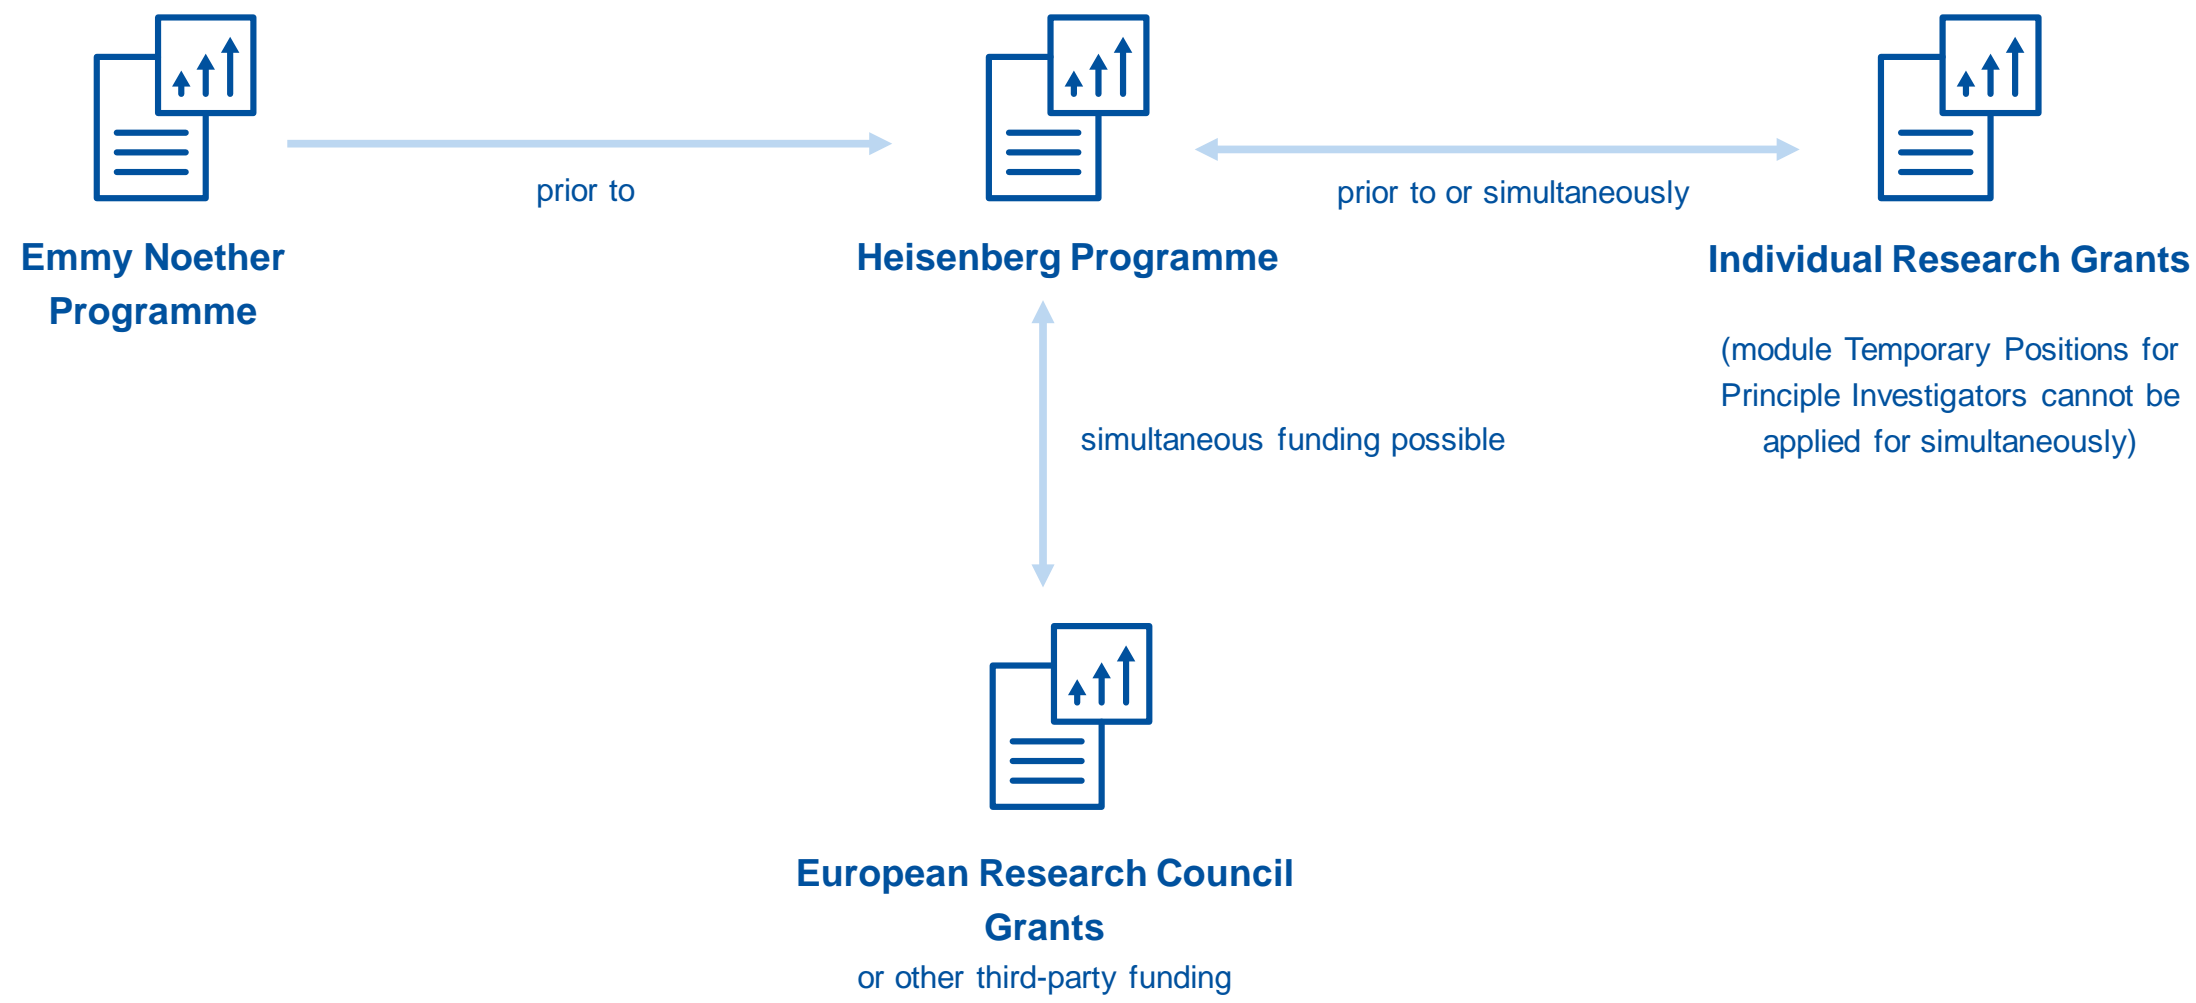 prior to
prior to or simultaneously
Emmy Noether
Programme
Heisenberg Programme
Individual Research Grants
(module Temporary Positions for
Principle Investigators cannot be
applied for simultaneously)
simultaneous funding possible
European Research Council
Grants
or other third-party funding